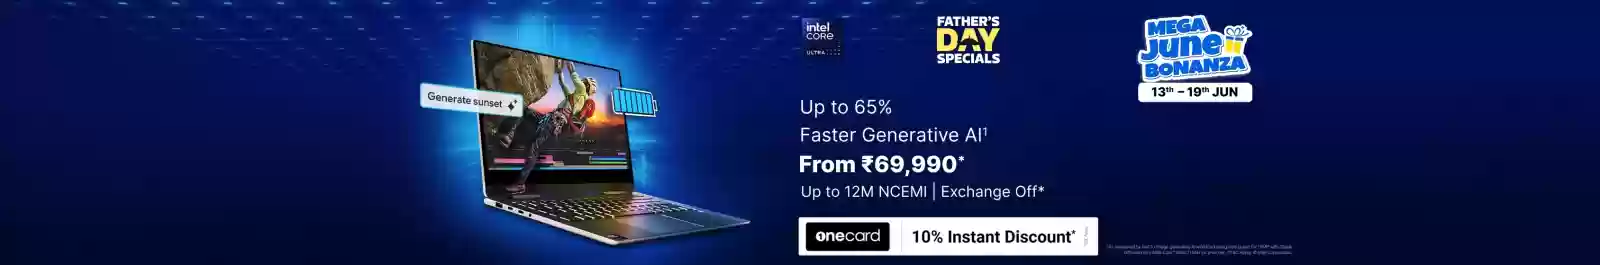 Generate sunset
intel
CORE
ULTRA
FATHER'S
DAY
SPECIALS
MEGA
June
BONANZA
13th – 19th JUN
Up to 65%
Faster Generative AI¹
From ₹69,990*
Up to 12M NCEMI | Exchange Off*
onecard
10% Instant Discount*